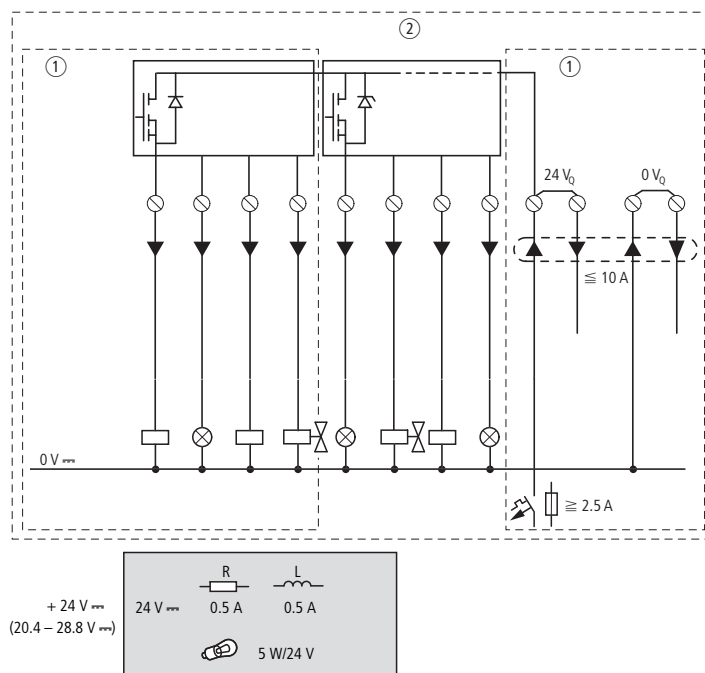 ②
① ①
24 V_Q 0 V_Q
≦ 10 A
0 V ⎓
≧ 2.5 A
R L
+ 24 V ⎓ 24 V ⎓ 0.5 A 0.5 A
(20.4 – 28.8 V ⎓)
5 W/24 V